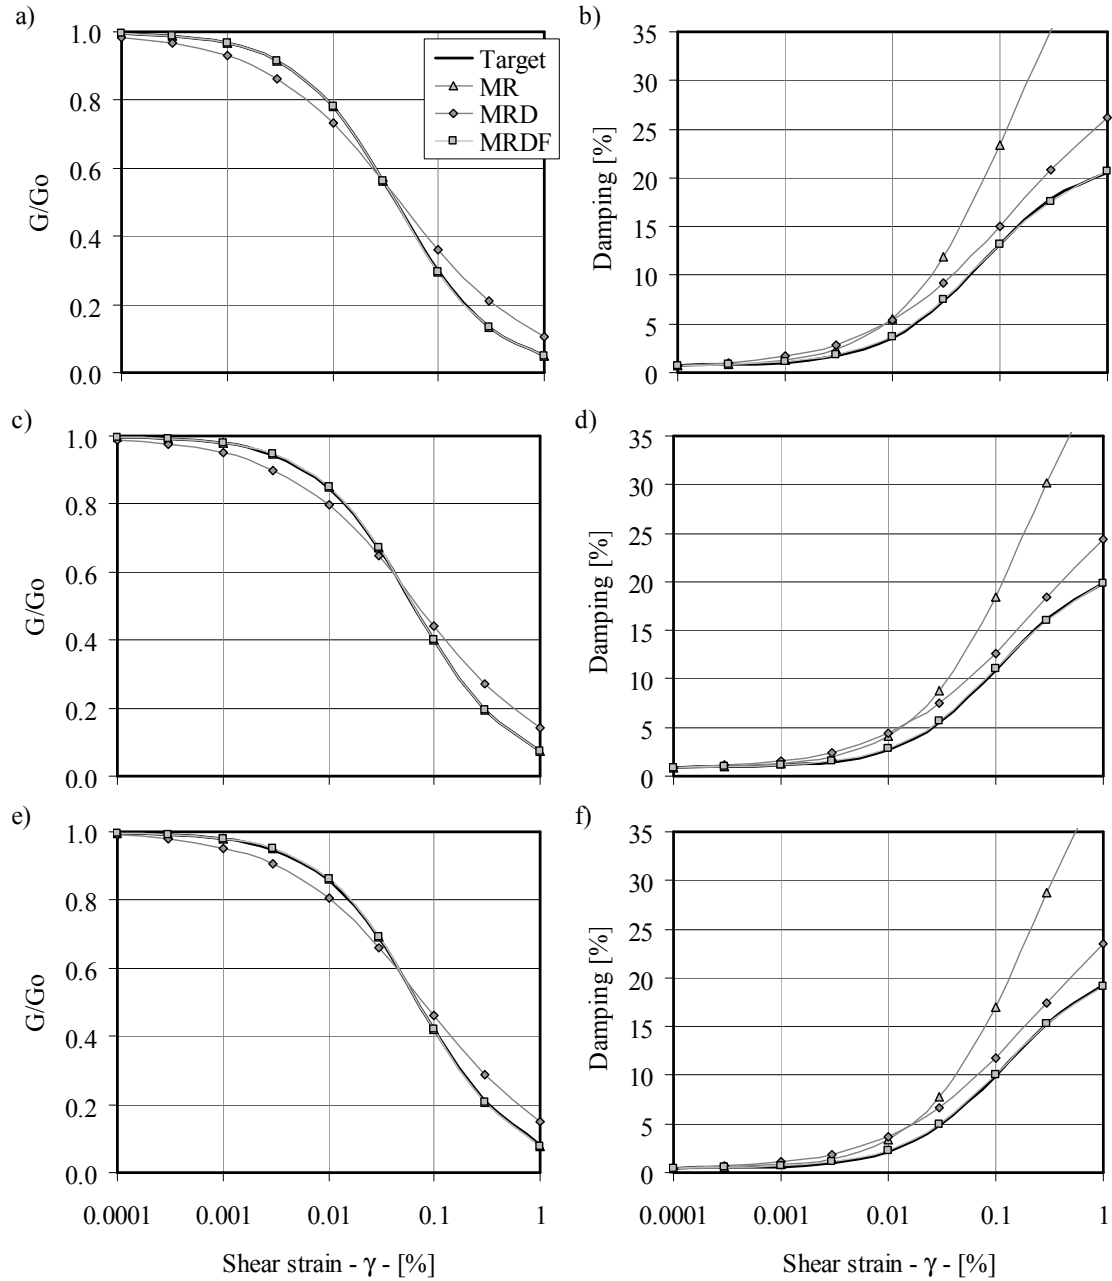 a)
1.0
0.8
0.6
0.4
0.2
0.0
G/Go
Target
MR
MRD
MRDF
b)
35
30
25
20
15
10
5
0
Damping [%]
c)
1.0
0.8
0.6
0.4
0.2
0.0
G/Go
d)
35
30
25
20
15
10
5
0
Damping [%]
e)
1.0
0.8
0.6
0.4
0.2
0.0
G/Go
0.0001 0.001 0.01 0.1 1
Shear strain - γ - [%]
f)
35
30
25
20
15
10
5
0
Damping [%]
0.0001 0.001 0.01 0.1 1
Shear strain - γ - [%]